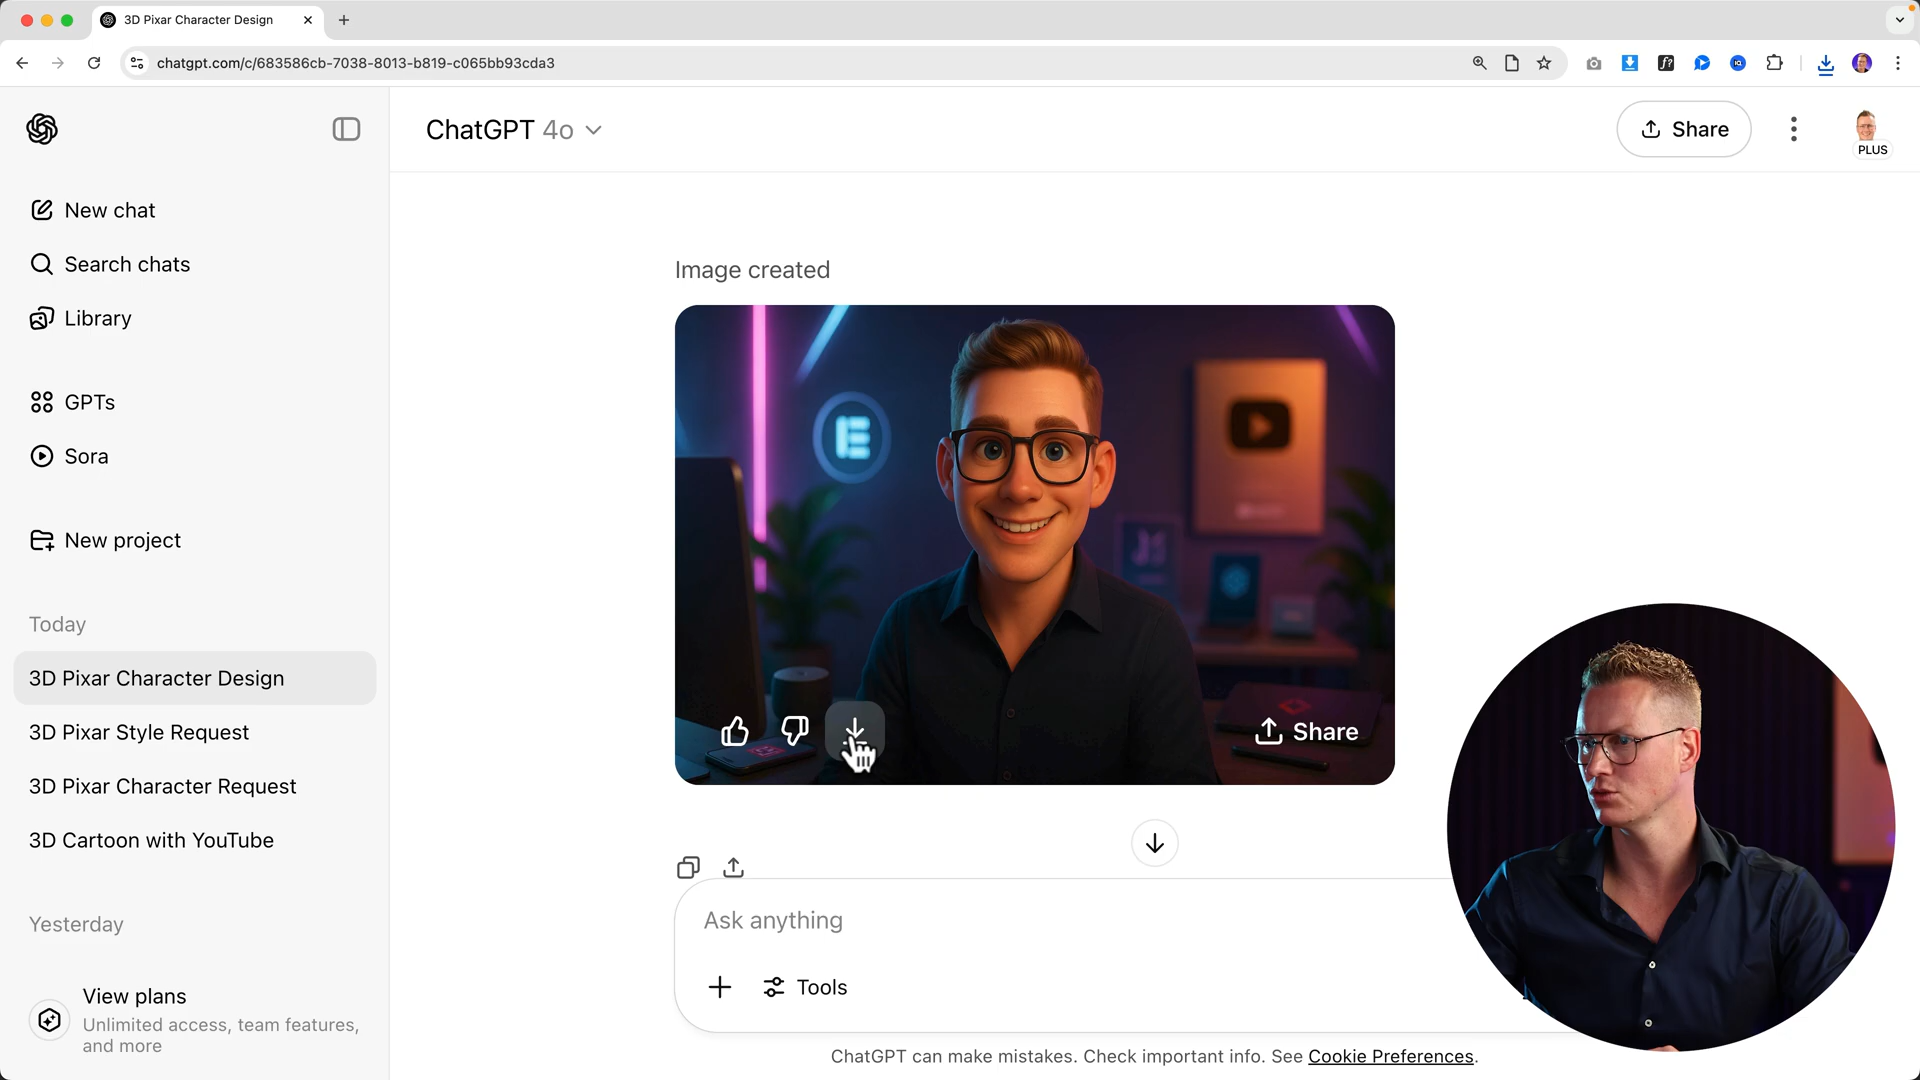 3D Pixar Character Design
chatgpt.com/c/683586cb-7038-8013-b819-c065bb93cda3
ChatGPT 4o
Share
PLUS
New chat
Search chats
Library
GPTs
Sora
New project
Today
3D Pixar Character Design
3D Pixar Style Request
3D Pixar Character Request
3D Cartoon with YouTube
Yesterday
View plans
Unlimited access, team features,
and more
Image created
Share
Ask anything
Tools
ChatGPT can make mistakes. Check important info. See Cookie Preferences.